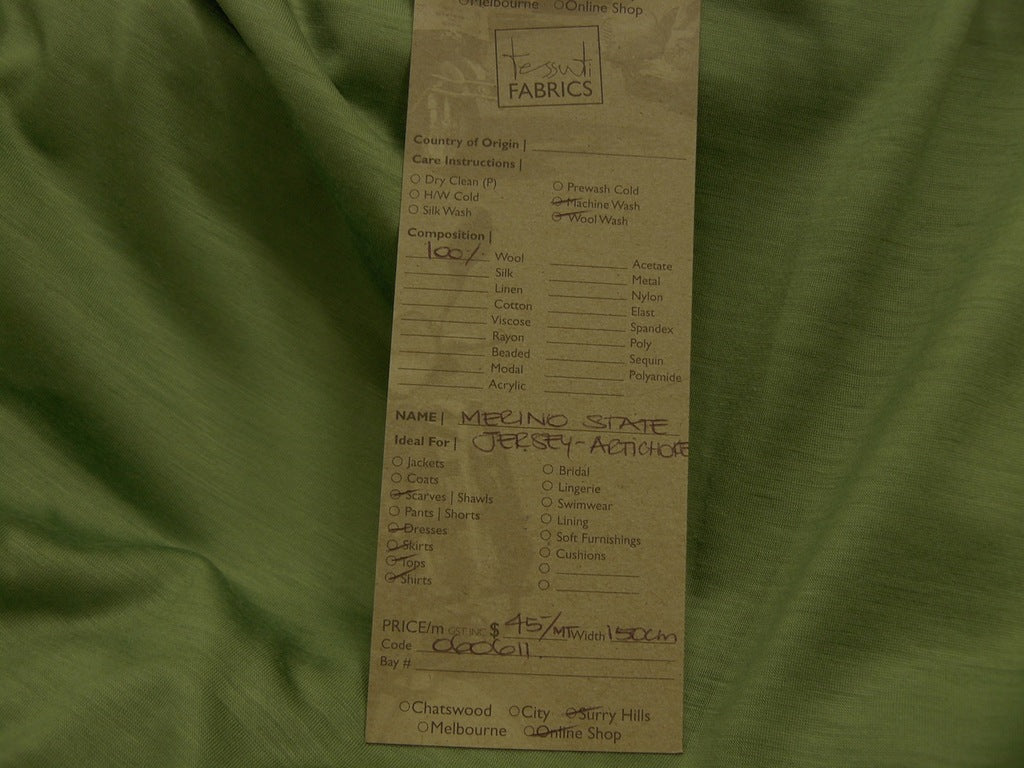 Melbourne Online Shop
tessuti
FABRICS
Country of Origin |
Care Instructions |
Dry Clean (P) Prewash Cold
H/W Cold Machine Wash
Silk Wash Wool Wash
Composition |
100% Wool Acetate
Silk Metal
Linen Nylon
Cotton Elast
Viscose Spandex
Rayon Poly
Beaded Sequin
Modal Polyamide
Acrylic
NAME | MERINO STATE
Ideal For | JERSEY-ARTICHOKE
Jackets Bridal
Coats Lingerie
Scarves | Shawls Swimwear
Pants | Shorts Lining
Dresses Soft Furnishings
Skirts Cushions
Tops
Shirts
PRICE/m GST INC $ 45/MT Width 150cm
Code 060611
Bay #
Chatswood City Surry Hills
Melbourne Online Shop